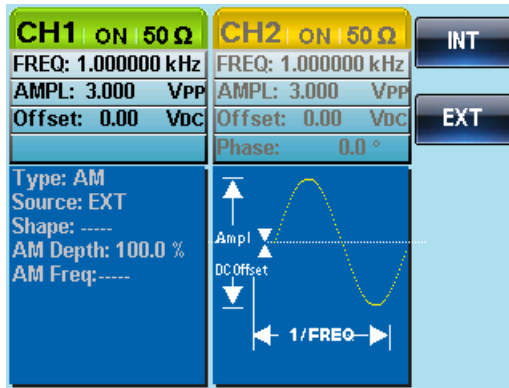 CH1 ON 50 Ω
FREQ: 1.000000 kHz
AMPL: 3.000 VPP
Offset: 0.00 VDC
CH2 ON 50 Ω
FREQ: 1.000000 kHz
AMPL: 3.000 VPP
Offset: 0.00 VDC
Phase: 0.0 °
INT
EXT
Type: AM
Source: EXT
Shape: -----
AM Depth: 100.0 %
AM Freq:-----
Ampl
DC Offset
1/FREQ